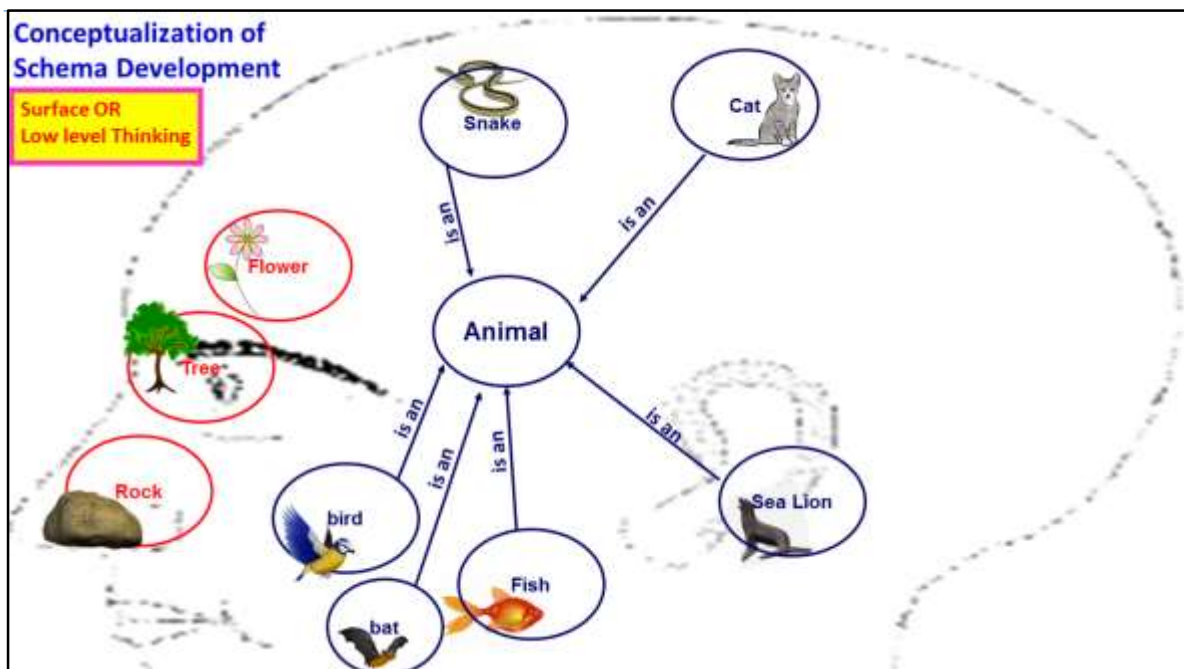 Conceptualization of
Schema Development
Surface OR
Low level Thinking
Snake
Cat
is an
is an
Flower
Animal
Tree
is an
is an
is an
is an
Rock
bird
Sea Lion
Fish
bat